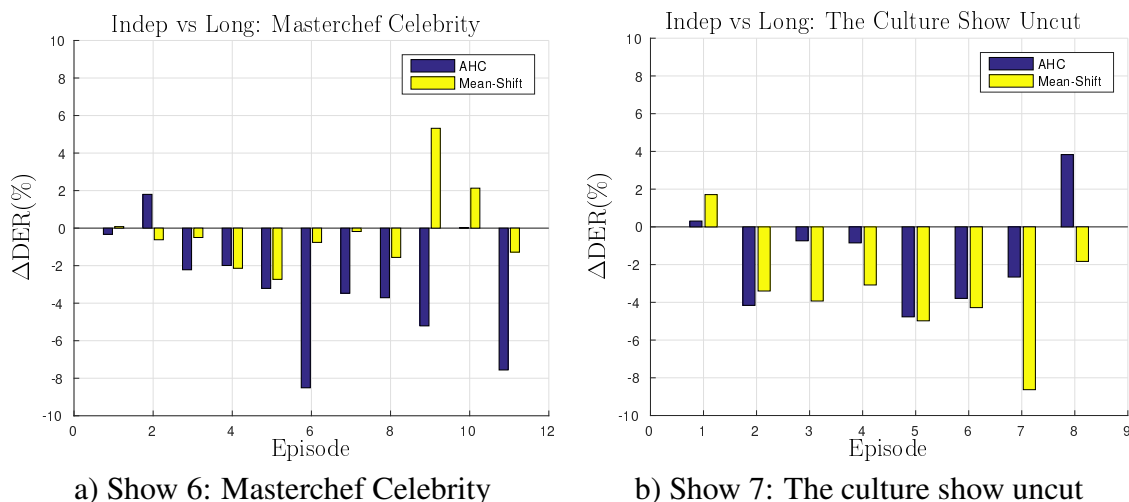 Indep vs Long: Masterchef Celebrity
10
8
6
4
2
0
-2
-4
-6
-8
-10
ΔDER(%)
AHC
Mean-Shift
0 2 4 6 8 10 12
Episode
a) Show 6: Masterchef Celebrity
Indep vs Long: The Culture Show Uncut
10
8
6
4
2
0
-2
-4
-6
-8
-10
ΔDER(%)
AHC
Mean-Shift
0 1 2 3 4 5 6 7 8 9
Episode
b) Show 7: The culture show uncut